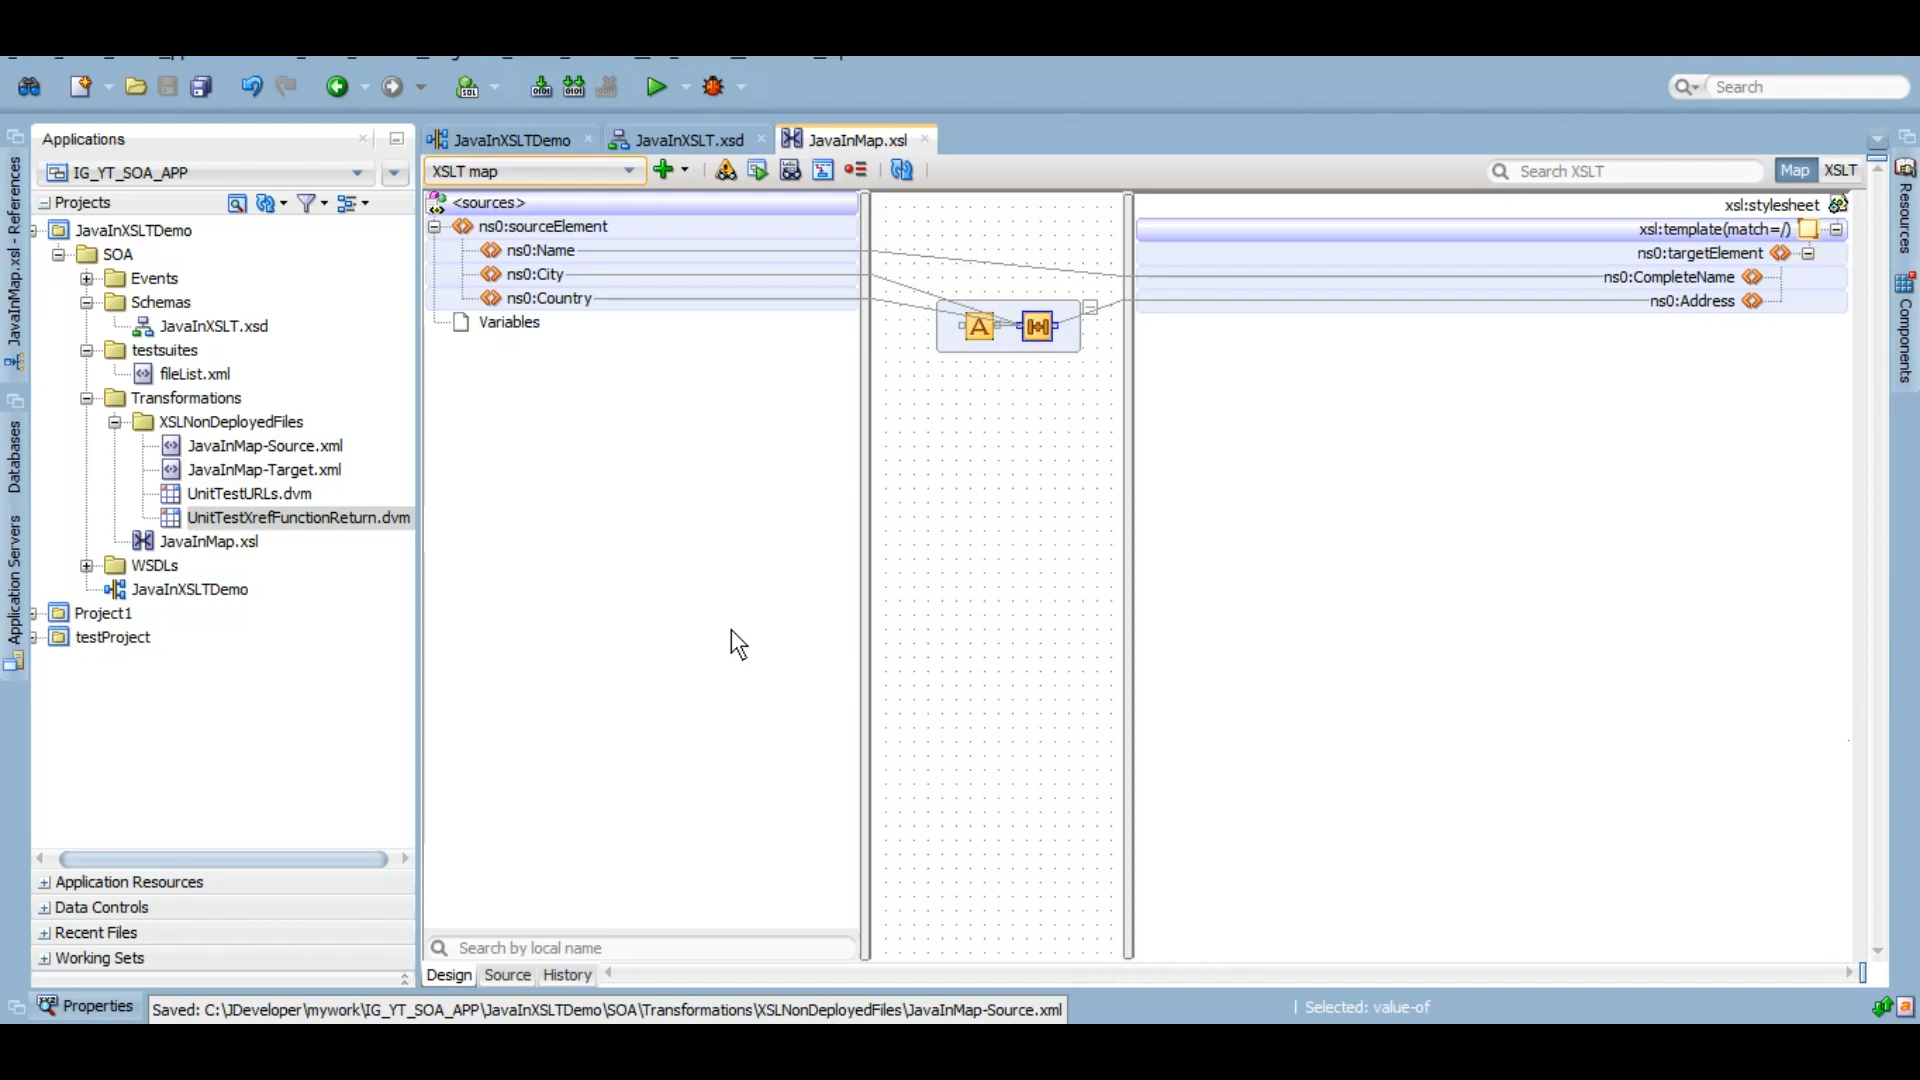 Search
Applications
IG_YT_SOA_APP
Projects
JavaInXSLTDemo
SOA
Events
Schemas
JavaInXSLT.xsd
testsuites
fileList.xml
Transformations
XSLNonDeployedFiles
JavaInMap-Source.xml
JavaInMap-Target.xml
UnitTestURLs.dvm
UnitTestXrefFunctionReturn.dvm
JavaInMap.xsl
WSDLs
JavaInXSLTDemo
Project1
testProject
Application Resources
Data Controls
Recent Files
Working Sets
JavaInMap.xsl - References
Databases
Application Servers
JavaInXSLTDemo
JavaInXSLT.xsd
JavaInMap.xsl
XSLT map
Search XSLT
Map
XSLT
<sources>
ns0:sourceElement
ns0:Name
ns0:City
ns0:Country
Variables
A
xsl:stylesheet
xsl:template(match=/)
ns0:targetElement
ns0:CompleteName
ns0:Address
Search by local name
Design
Source
History
Resources
Components
Properties
Saved: C:\JDeveloper\mywork\IG_YT_SOA_APP\JavaInXSLTDemo\SOA\Transformations\XSLNonDeployedFiles\JavaInMap-Source.xml
Selected: value-of